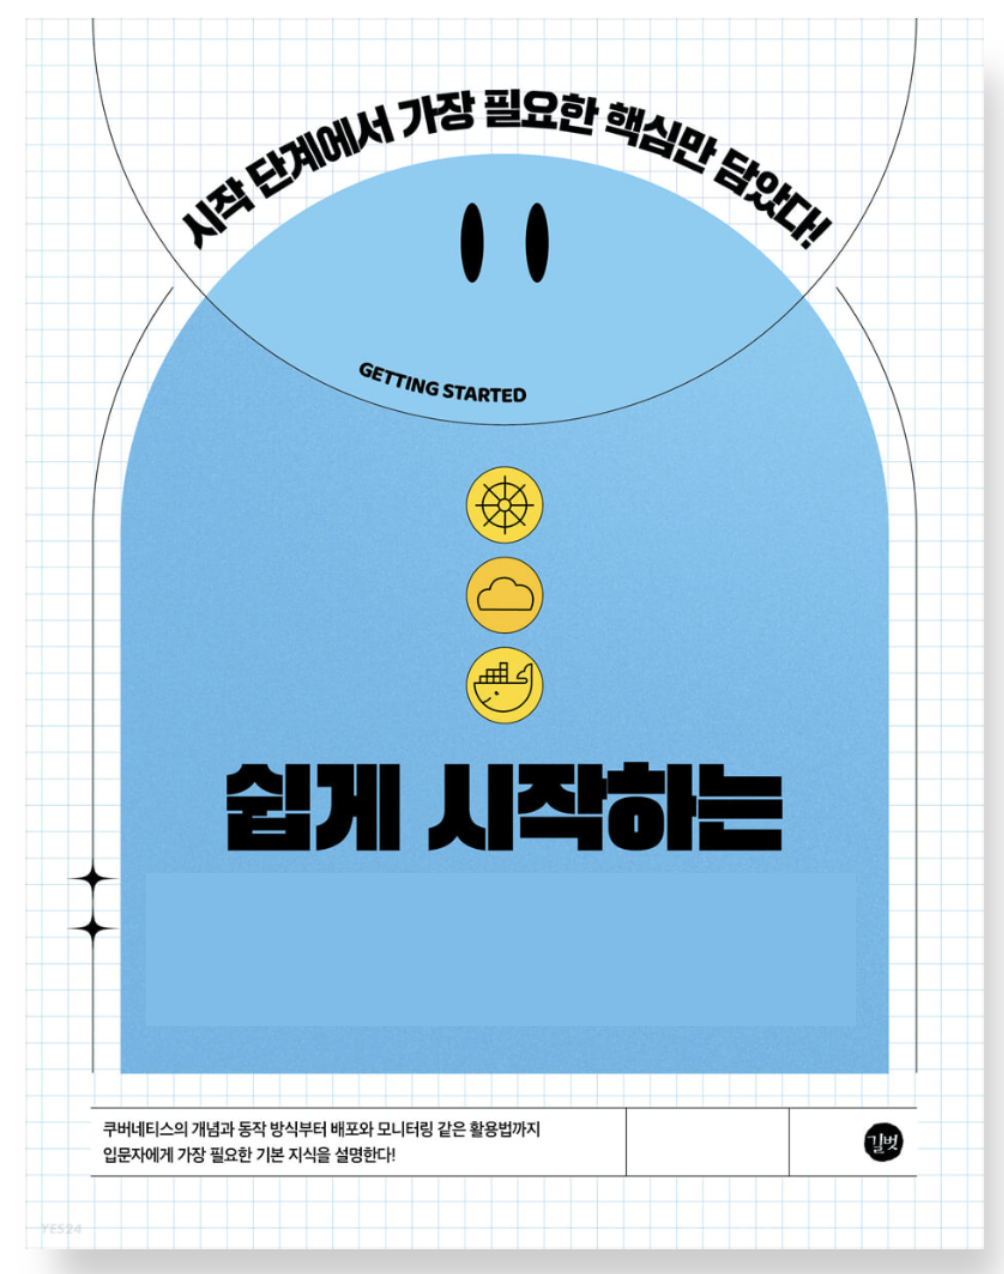 시작 단계에서 가장 필요한 핵심만 담았다!
GETTING STARTED
쉽게 시작하는
쿠버네티스의 개념과 동작 방식부터 배포와 모니터링 같은 활용법까지
입문자에게 가장 필요한 기본 지식을 설명한다!
길벗
YES24